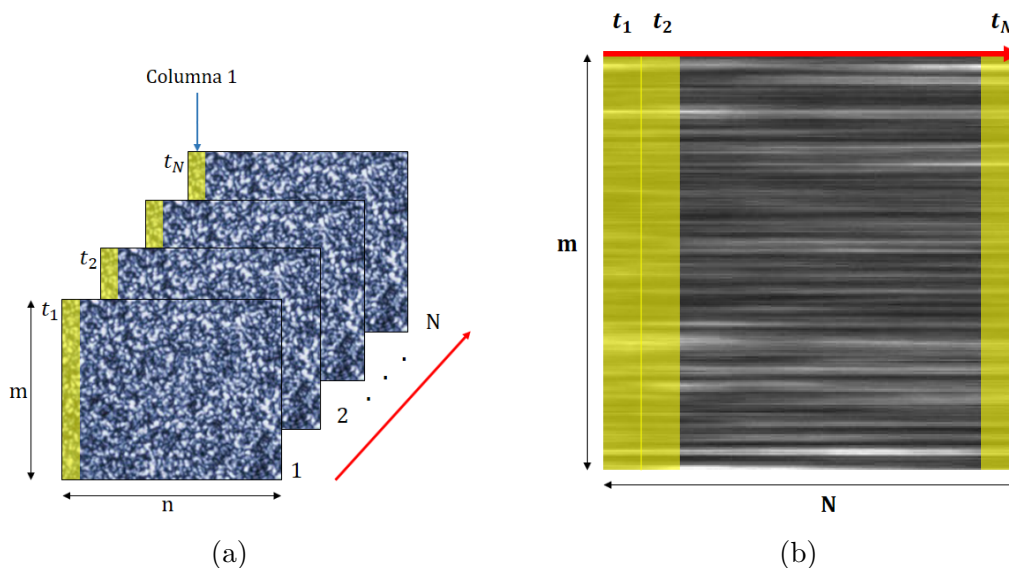 Columna 1
t_N
t_2
t_1
m
n
1
2
. . .
N
(a)
t_1 t_2 t_N
m
N
(b)